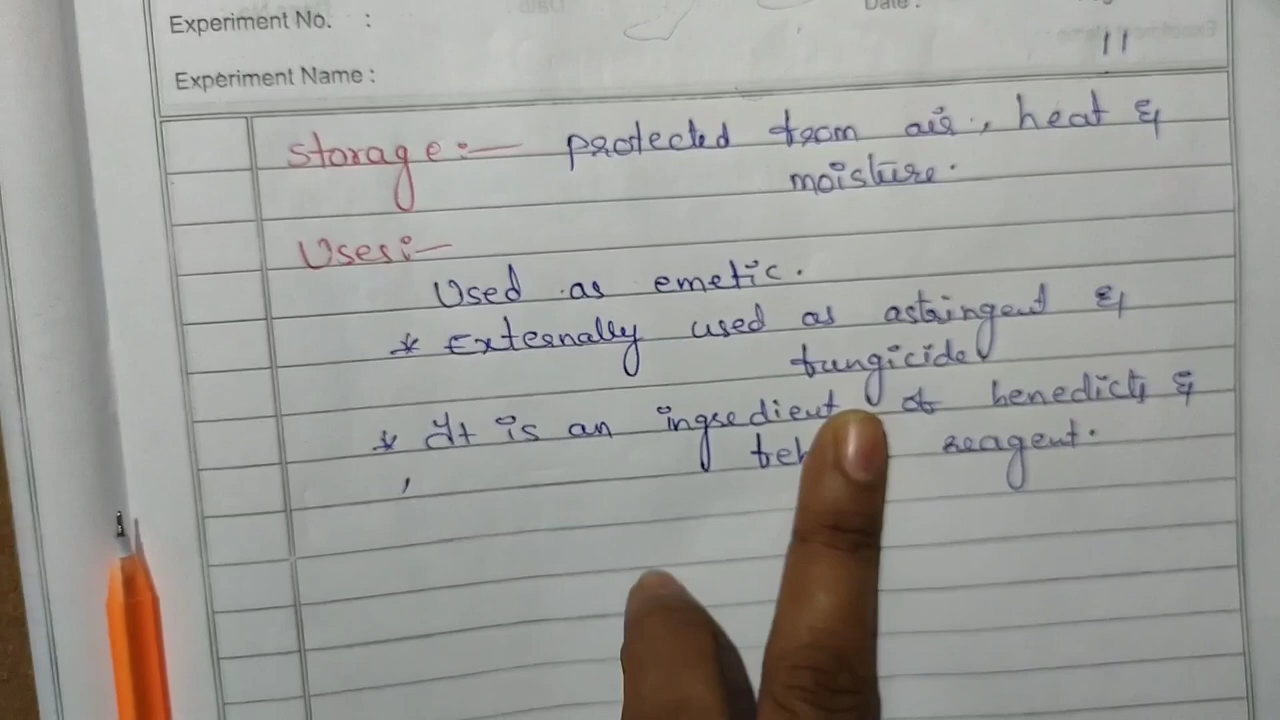 Experiment No. :
Date :
11
Experiment Name :
Storage :- protected from air, heat &
moisture.
Uses :-
Used as emetic.
* Externally used as astringent &
fungicide
* It is an ingredient of benedicts &
reagent.